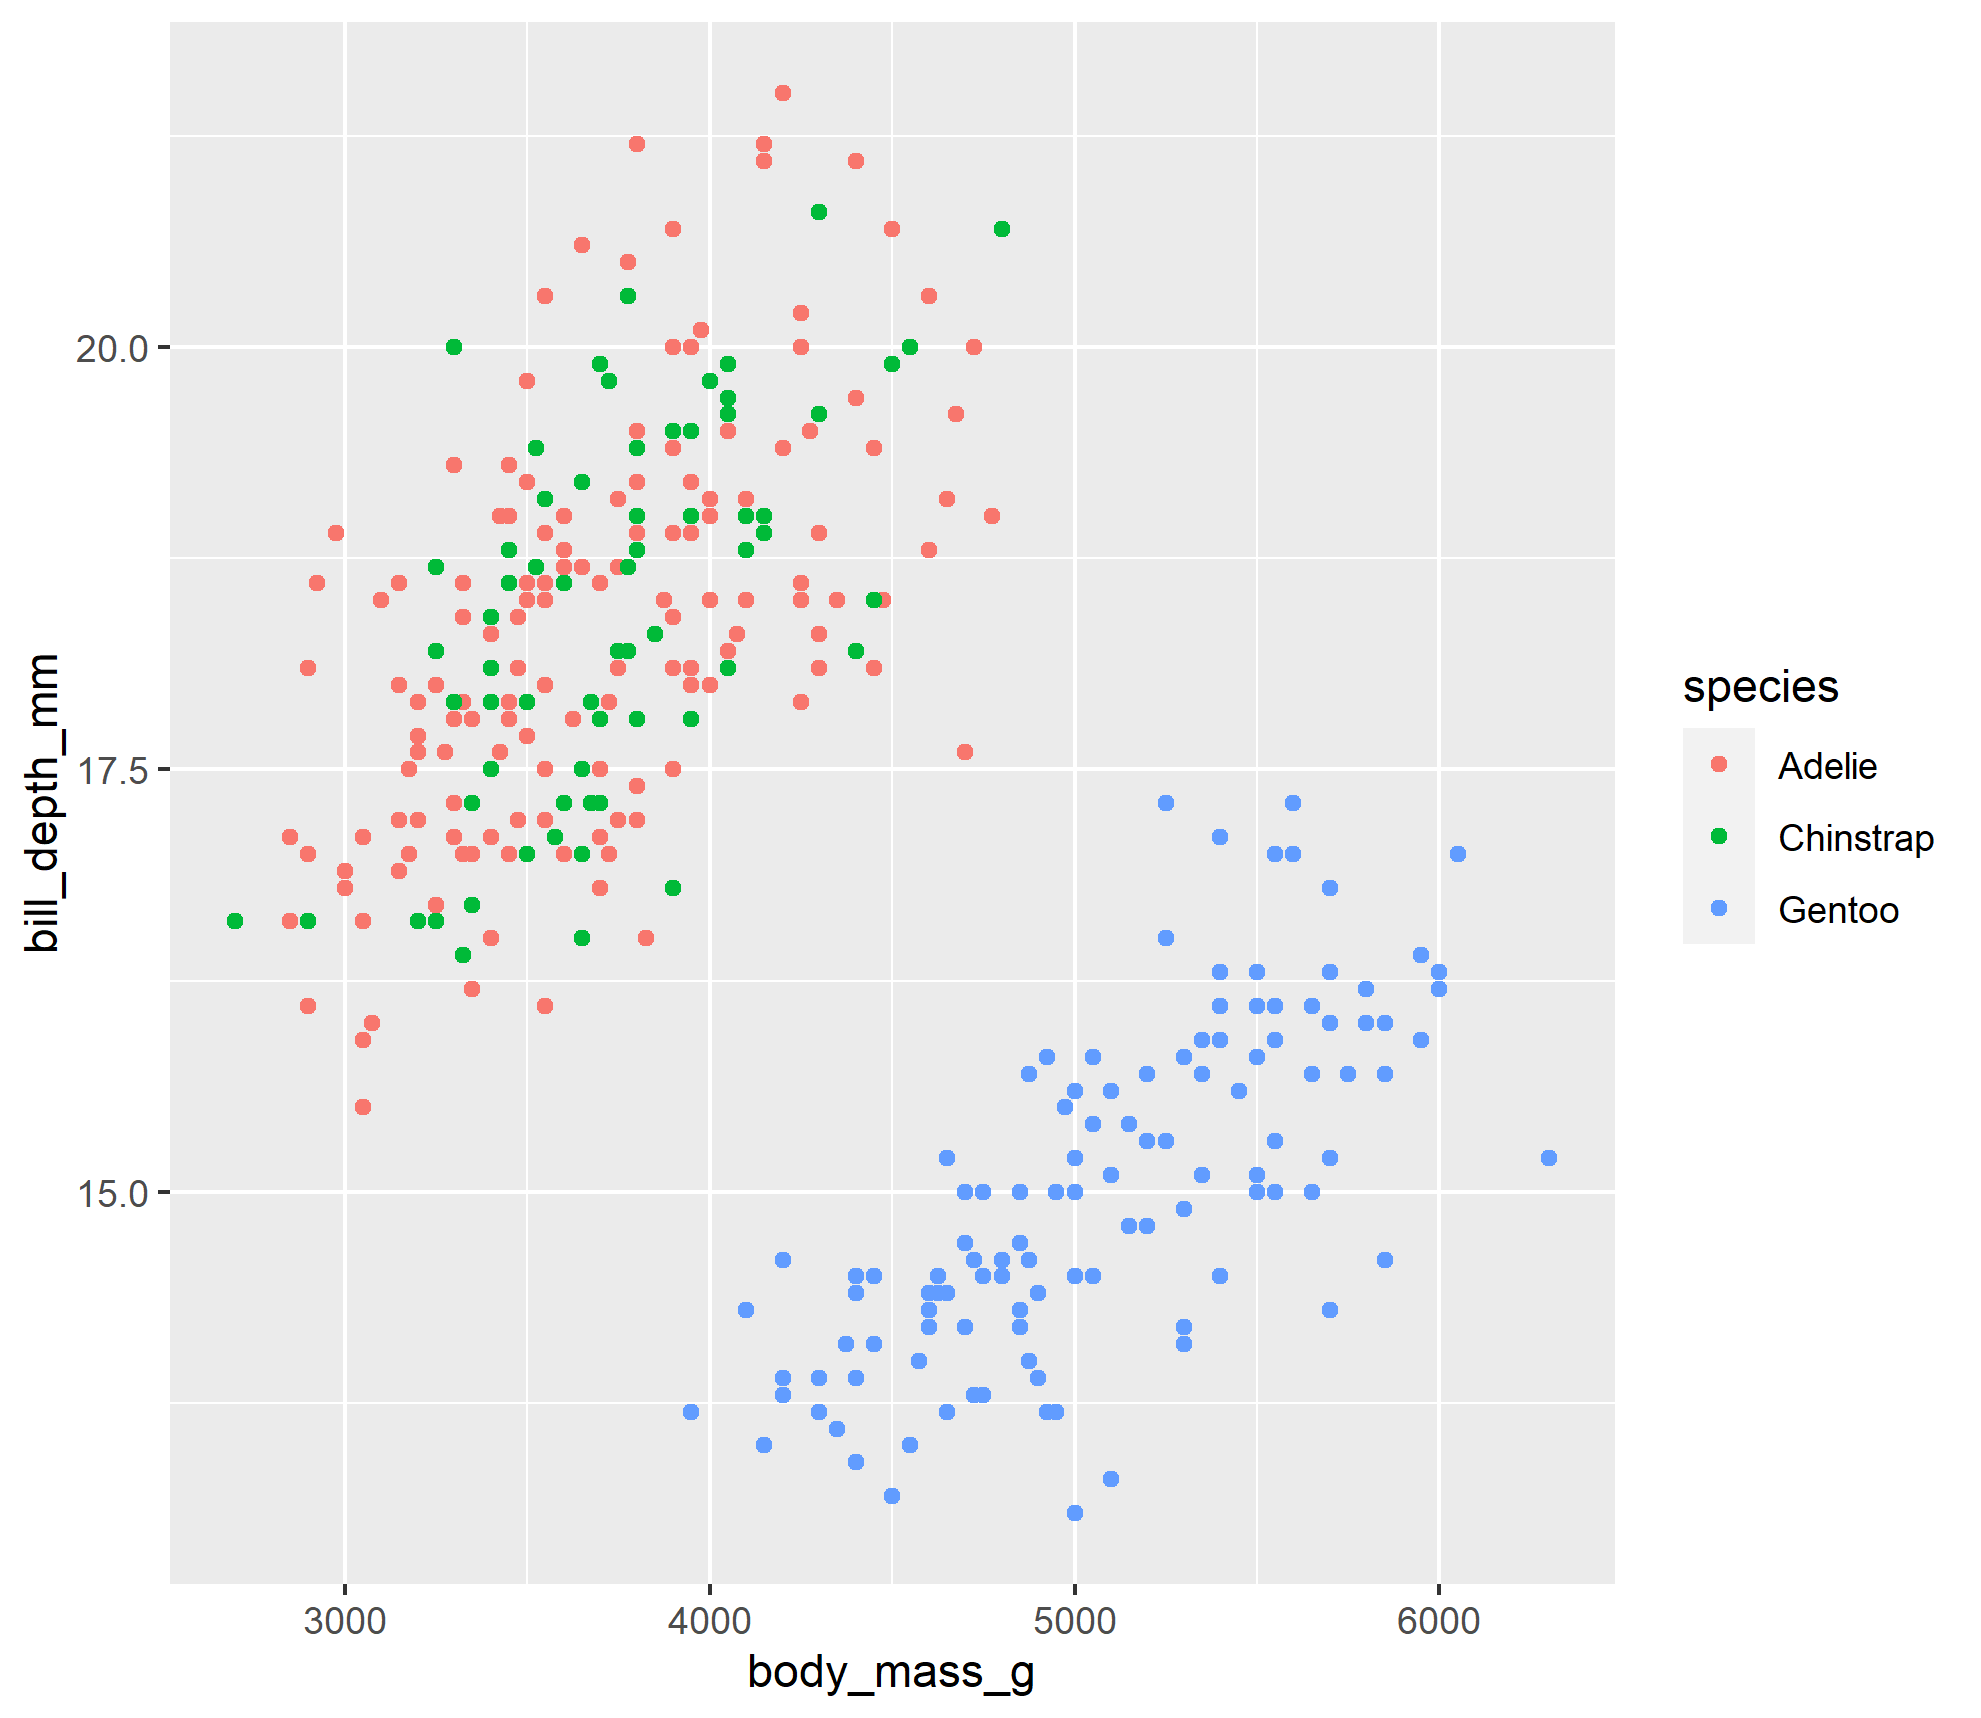 20.0
17.5
15.0
bill_depth_mm
3000 4000 5000 6000
body_mass_g
species
Adelie
Chinstrap
Gentoo